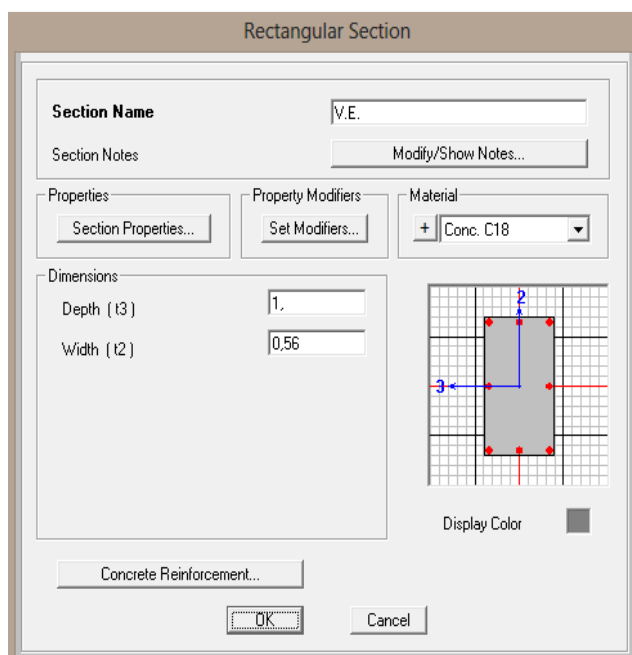 Rectangular Section
Section Name
V.E.
Section Notes
Modify/Show Notes...
Properties
Section Properties...
Property Modifiers
Set Modifiers...
Material
+
Conc. C18
Dimensions
Depth ( t3 )
1,
Width ( t2 )
0,56
2
3
Display Color
Concrete Reinforcement...
OK
Cancel